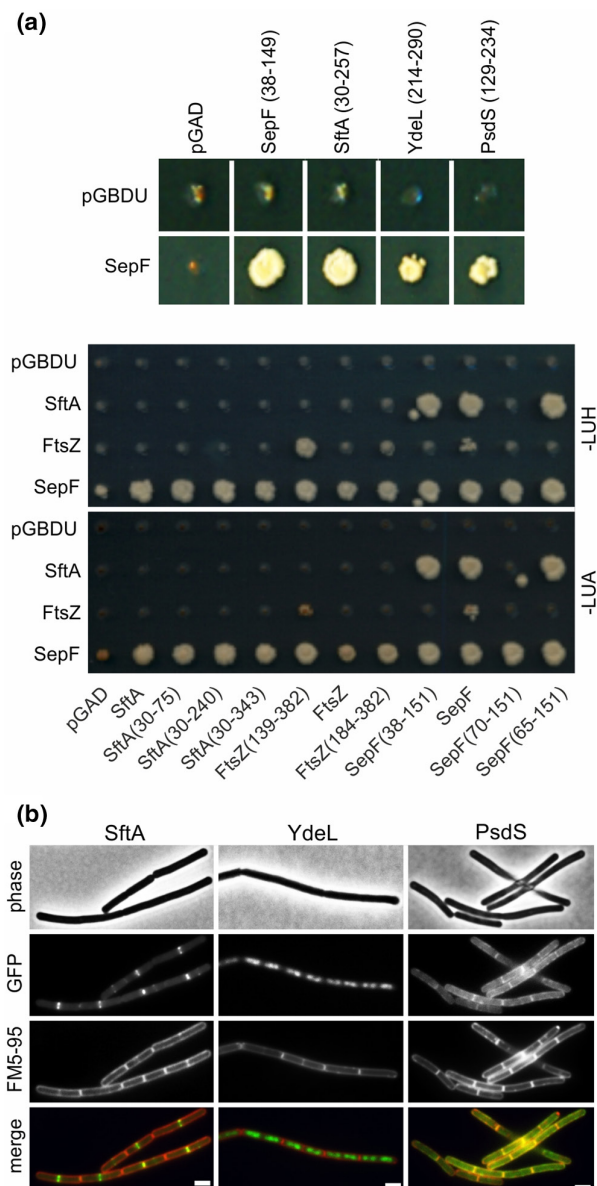 (a)
pGAD
SepF (38-149)
SftA (30-257)
YdeL (214-290)
PsdS (129-234)
pGBDU
SepF
pGBDU
SftA
FtsZ
SepF
-LUH
pGBDU
SftA
FtsZ
SepF
-LUA
pGAD
SftA
SftA(30-75)
SftA(30-240)
SftA(30-343)
FtsZ(139-382)
FtsZ
FtsZ(184-382)
SepF(38-151)
SepF
SepF(70-151)
SepF(65-151)
(b)
SftA YdeL PsdS
phase
GFP
FM5-95
merge